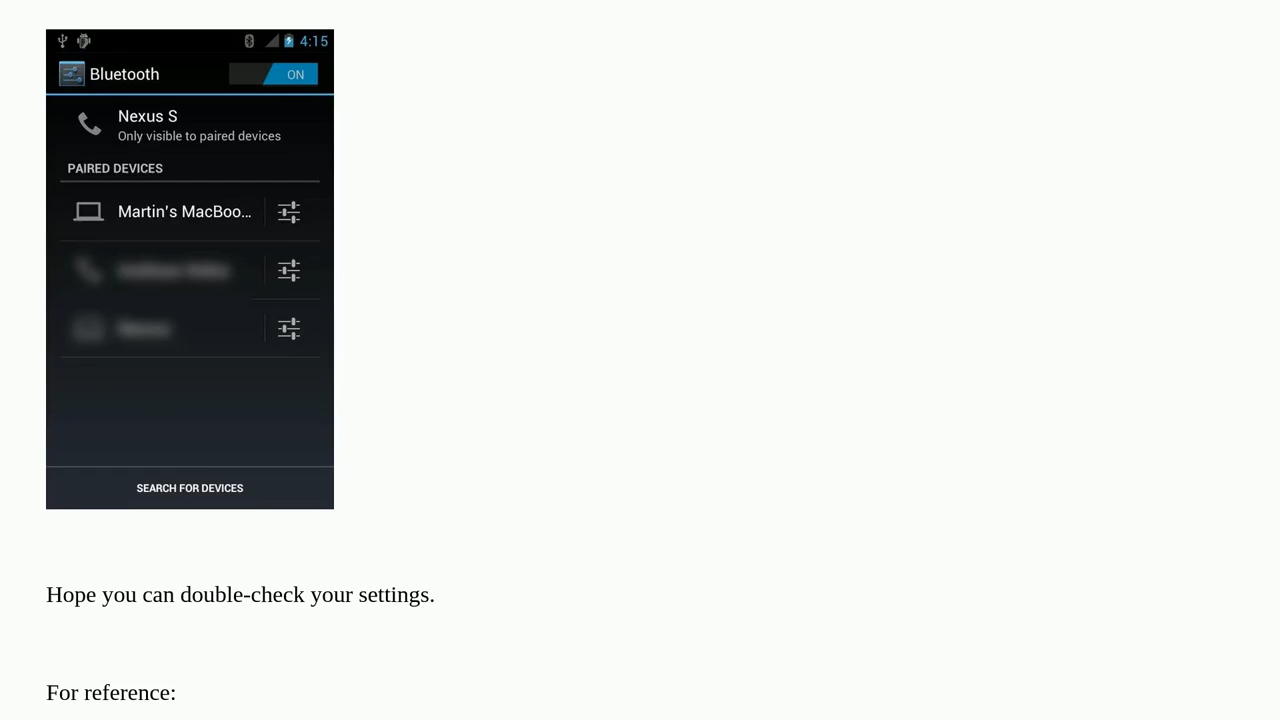 4:15
Bluetooth ON
Nexus S
Only visible to paired devices
PAIRED DEVICES
Martin's MacBoo...
SEARCH FOR DEVICES
Hope you can double-check your settings.
For reference: